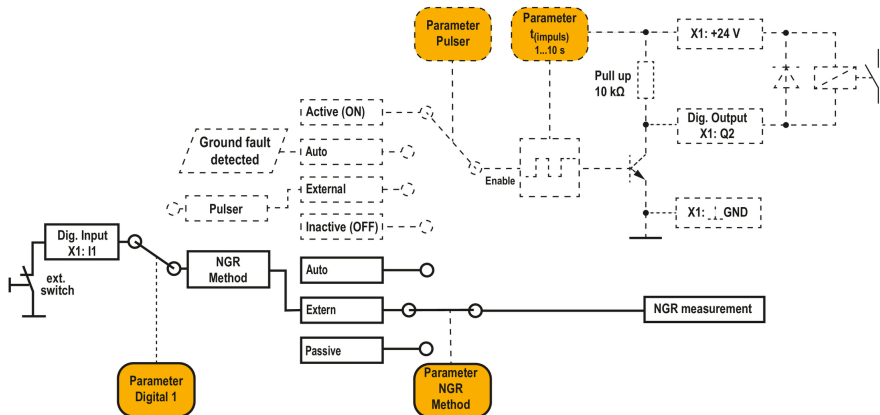 Parameter
Pulser
Parameter
t(impuls)
1...10 s
X1: +24 V
Pull up
10 kΩ
Active (ON)
Dig. Output
X1: Q2
Ground fault
detected
Auto
Enable
External
Pulser
X1: GND
Inactive (OFF)
Dig. Input
X1: I1
NGR
Method
Auto
ext.
switch
Extern
NGR measurement
Passive
Parameter
Digital 1
Parameter
NGR
Method